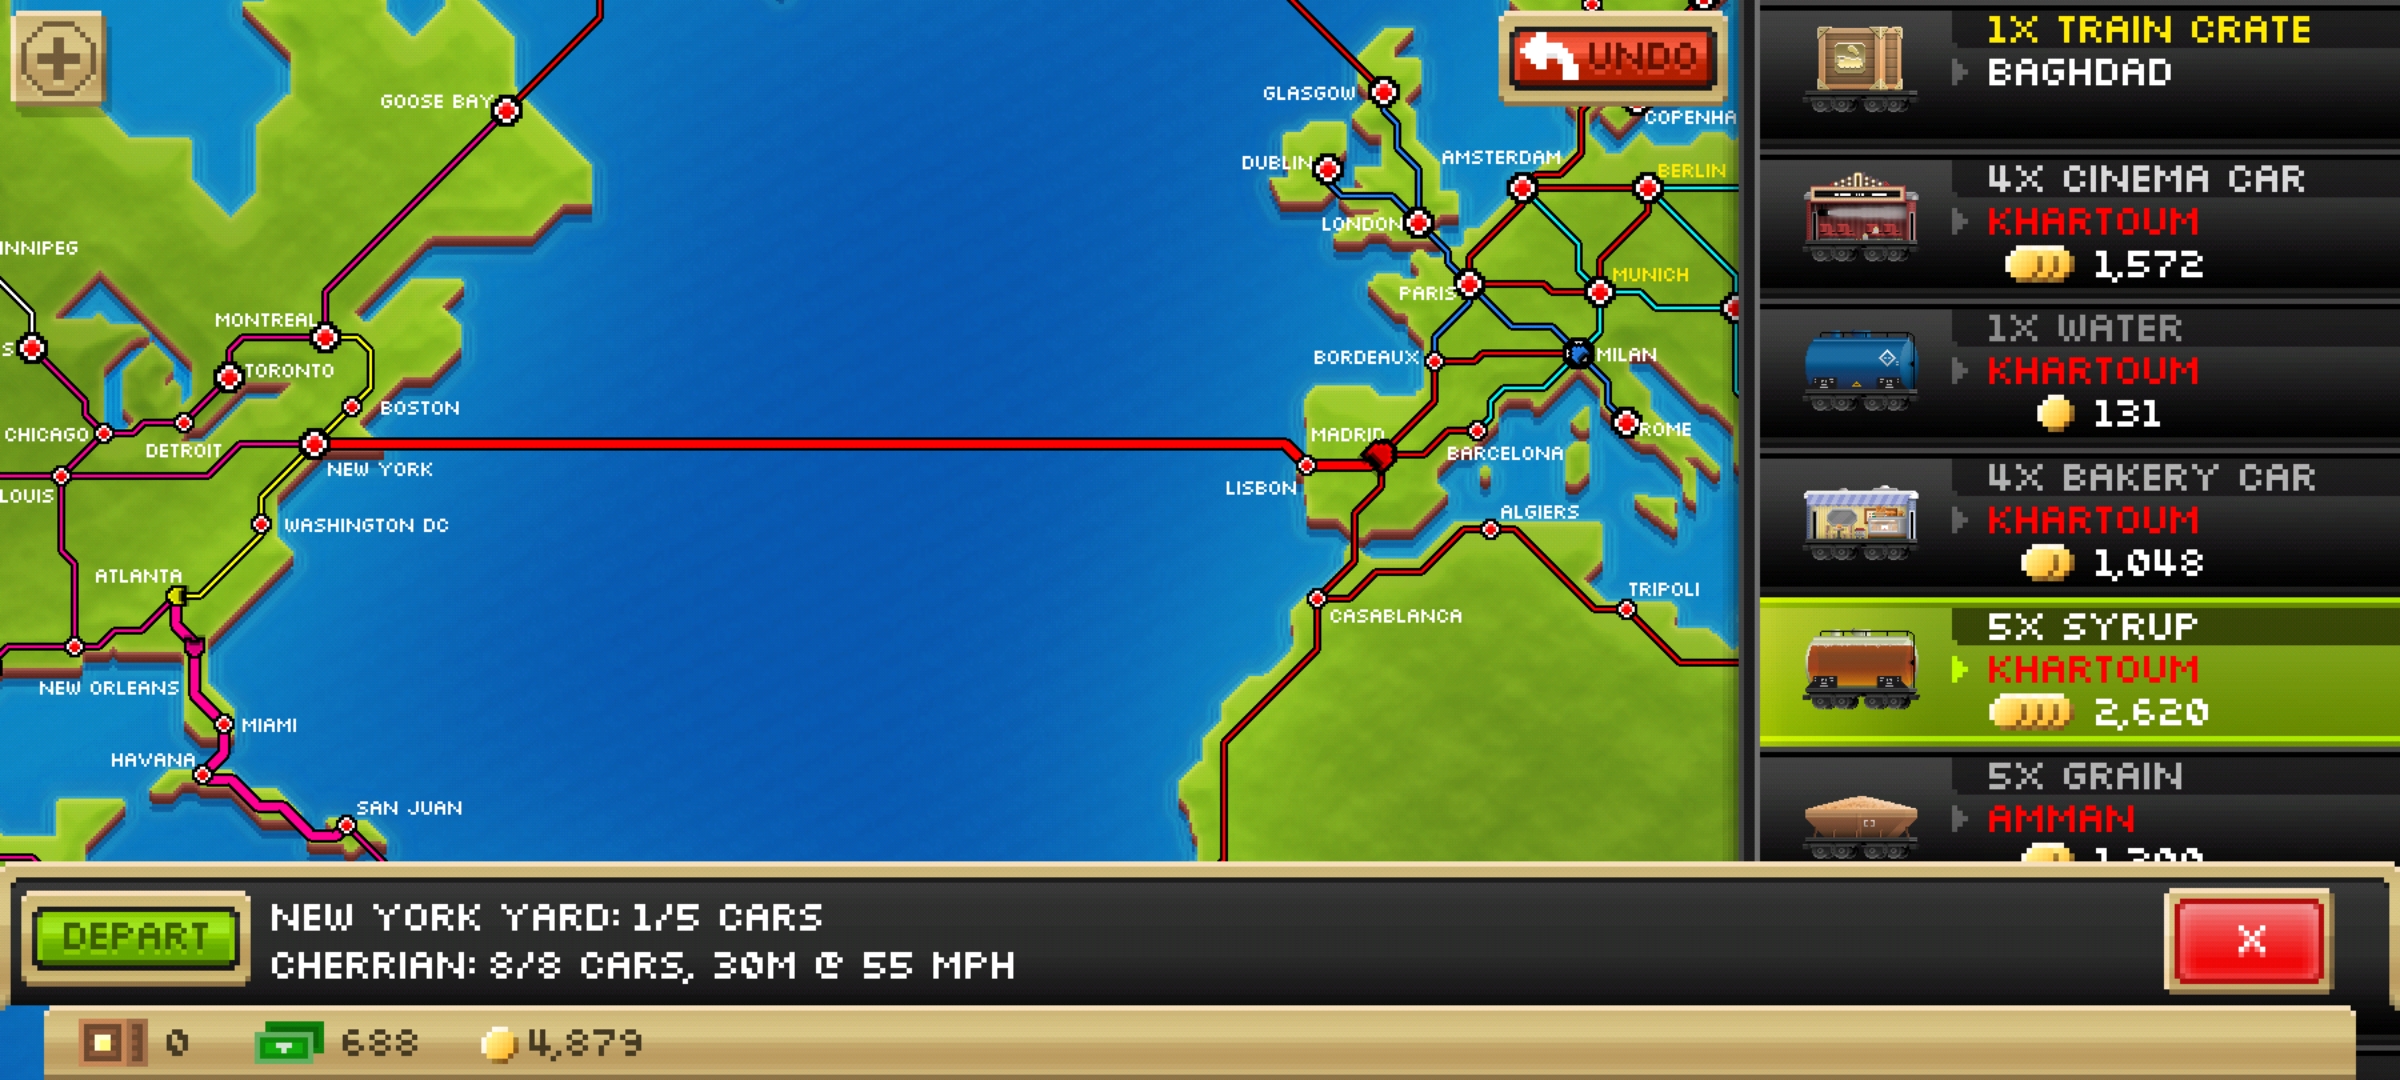 GOOSE BAY
GLASGOW
UNDO
COPENHA
DUBLIN
AMSTERDAM
BERLIN
LONDON
INNIPEG
MUNICH
PARIS
MONTREAL
S
BORDEAUX
MILAN
TORONTO
BOSTON
CHICAGO
MADRID
ROME
DETROIT
BARCELONA
NEW YORK
LOUIS
LISBON
ALGIERS
WASHINGTON DC
ATLANTA
TRIPOLI
CASABLANCA
NEW ORLEANS
MIAMI
HAVANA
SAN JUAN
1X TRAIN CRATE
BAGHDAD
4X CINEMA CAR
KHARTOUM
1,572
1X WATER
KHARTOUM
131
4X BAKERY CAR
KHARTOUM
1,048
5X SYRUP
KHARTOUM
2,620
5X GRAIN
AMMAN
DEPART
NEW YORK YARD: 1/5 CARS
CHERRIAN: 8/8 CARS, 30M @ 55 MPH
X
0
688
4,879